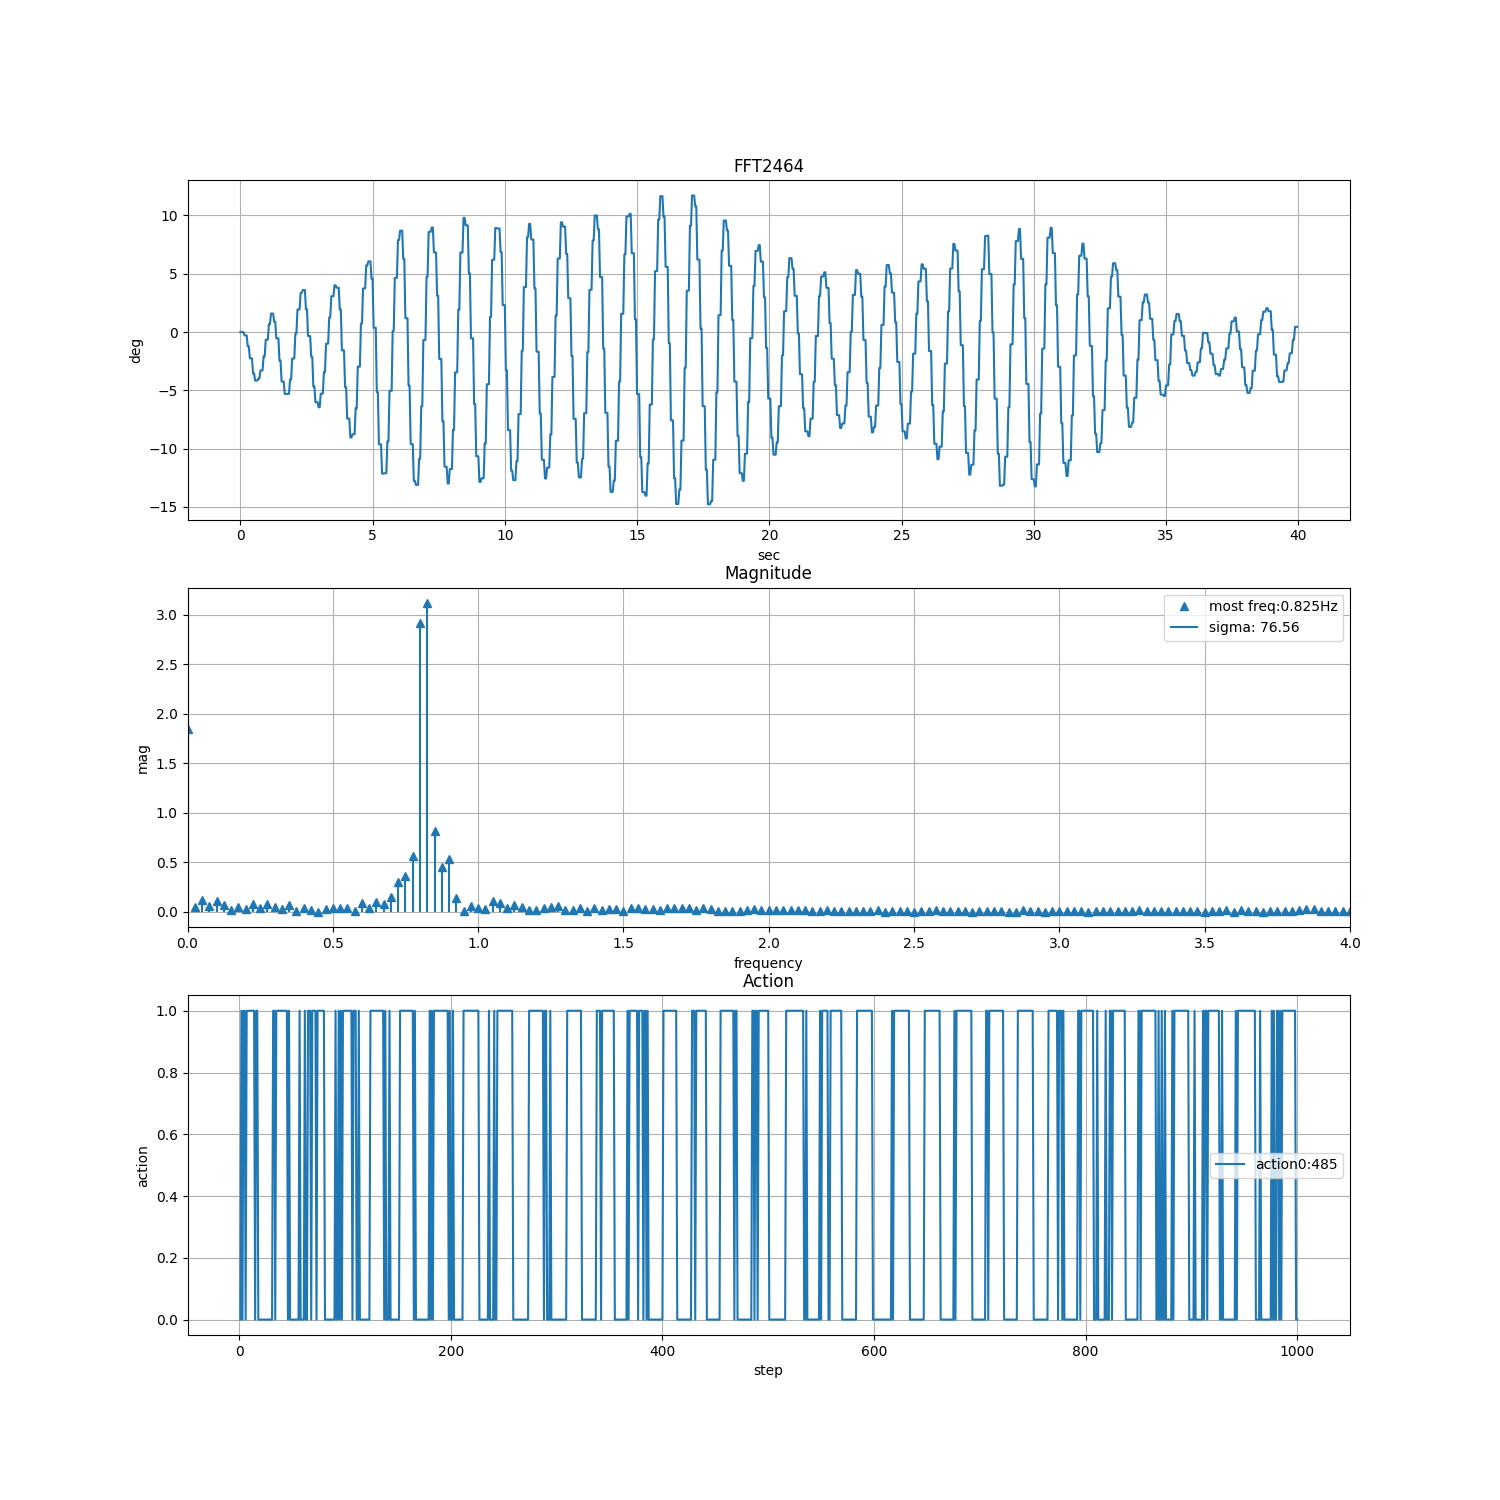 FFT2464
10
5
0
−5
−10
−15
deg
0 5 10 15 20 25 30 35 40
sec
Magnitude
3.0
2.5
2.0
1.5
1.0
0.5
0.0
mag
most freq:0.825Hz
sigma: 76.56
0.0 0.5 1.0 1.5 2.0 2.5 3.0 3.5 4.0
frequency
Action
1.0
0.8
0.6
0.4
0.2
0.0
action
action0:485
0 200 400 600 800 1000
step